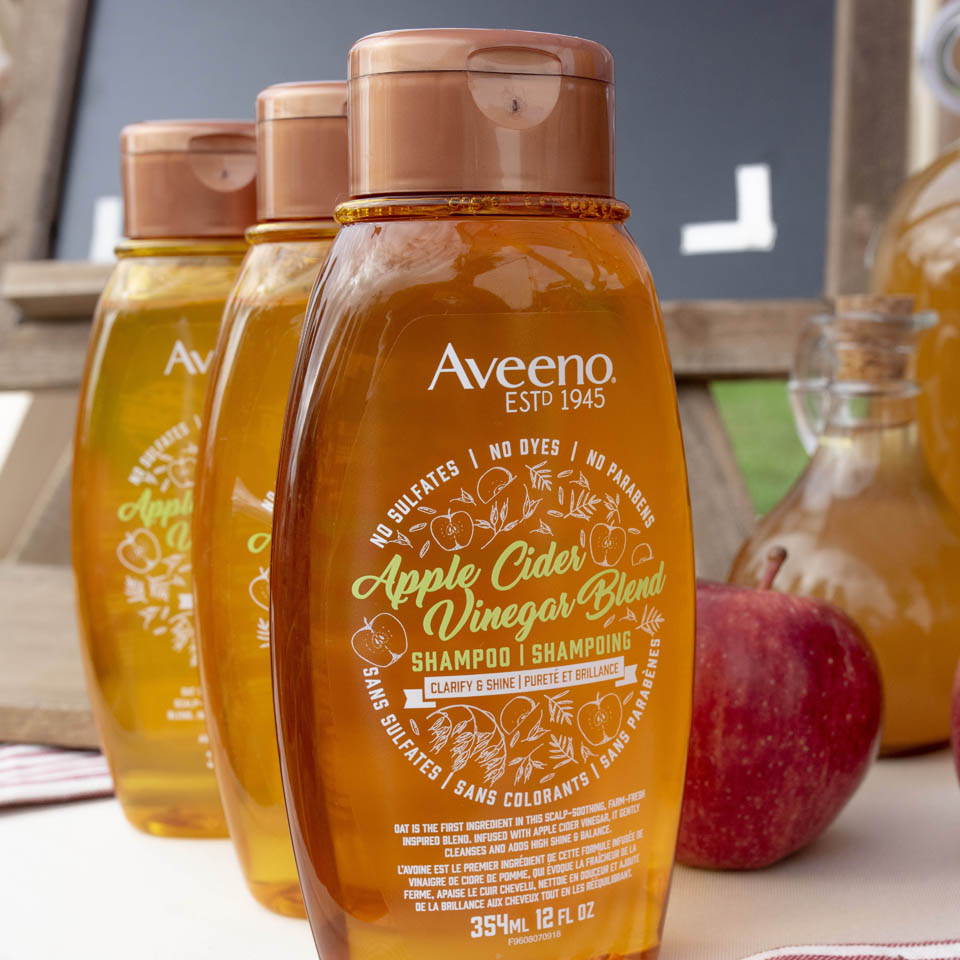 Aveeno®
ESTD 1945
NO SULFATES | NO DYES | NO PARABENS
Apple Cider
Vinegar Blend
SHAMPOO | SHAMPOING
CLARIFY & SHINE | PURETÉ ET BRILLANCE
SANS SULFATES | SANS COLORANTS | SANS PARABÈNES
OAT IS THE FIRST INGREDIENT IN THIS SCALP-SOOTHING, FARM-FRESH
INSPIRED BLEND. INFUSED WITH APPLE CIDER VINEGAR, IT GENTLY
CLEANSES AND ADDS HIGH SHINE & BALANCE.
L'AVOINE EST LE PREMIER INGRÉDIENT DE CETTE FORMULE INFUSÉE DE
VINAIGRE DE CIDRE DE POMME, QUI ÉVOQUE LA FRAÎCHEUR DE LA
FERME, APAISE LE CUIR CHEVELU, NETTOIE EN DOUCEUR ET AJOUTE
DE LA BRILLANCE AUX CHEVEUX TOUT EN LES RÉÉQUILIBRANT.
354ML 12 FL OZ
F9608070918
NO SULFATES
Apple